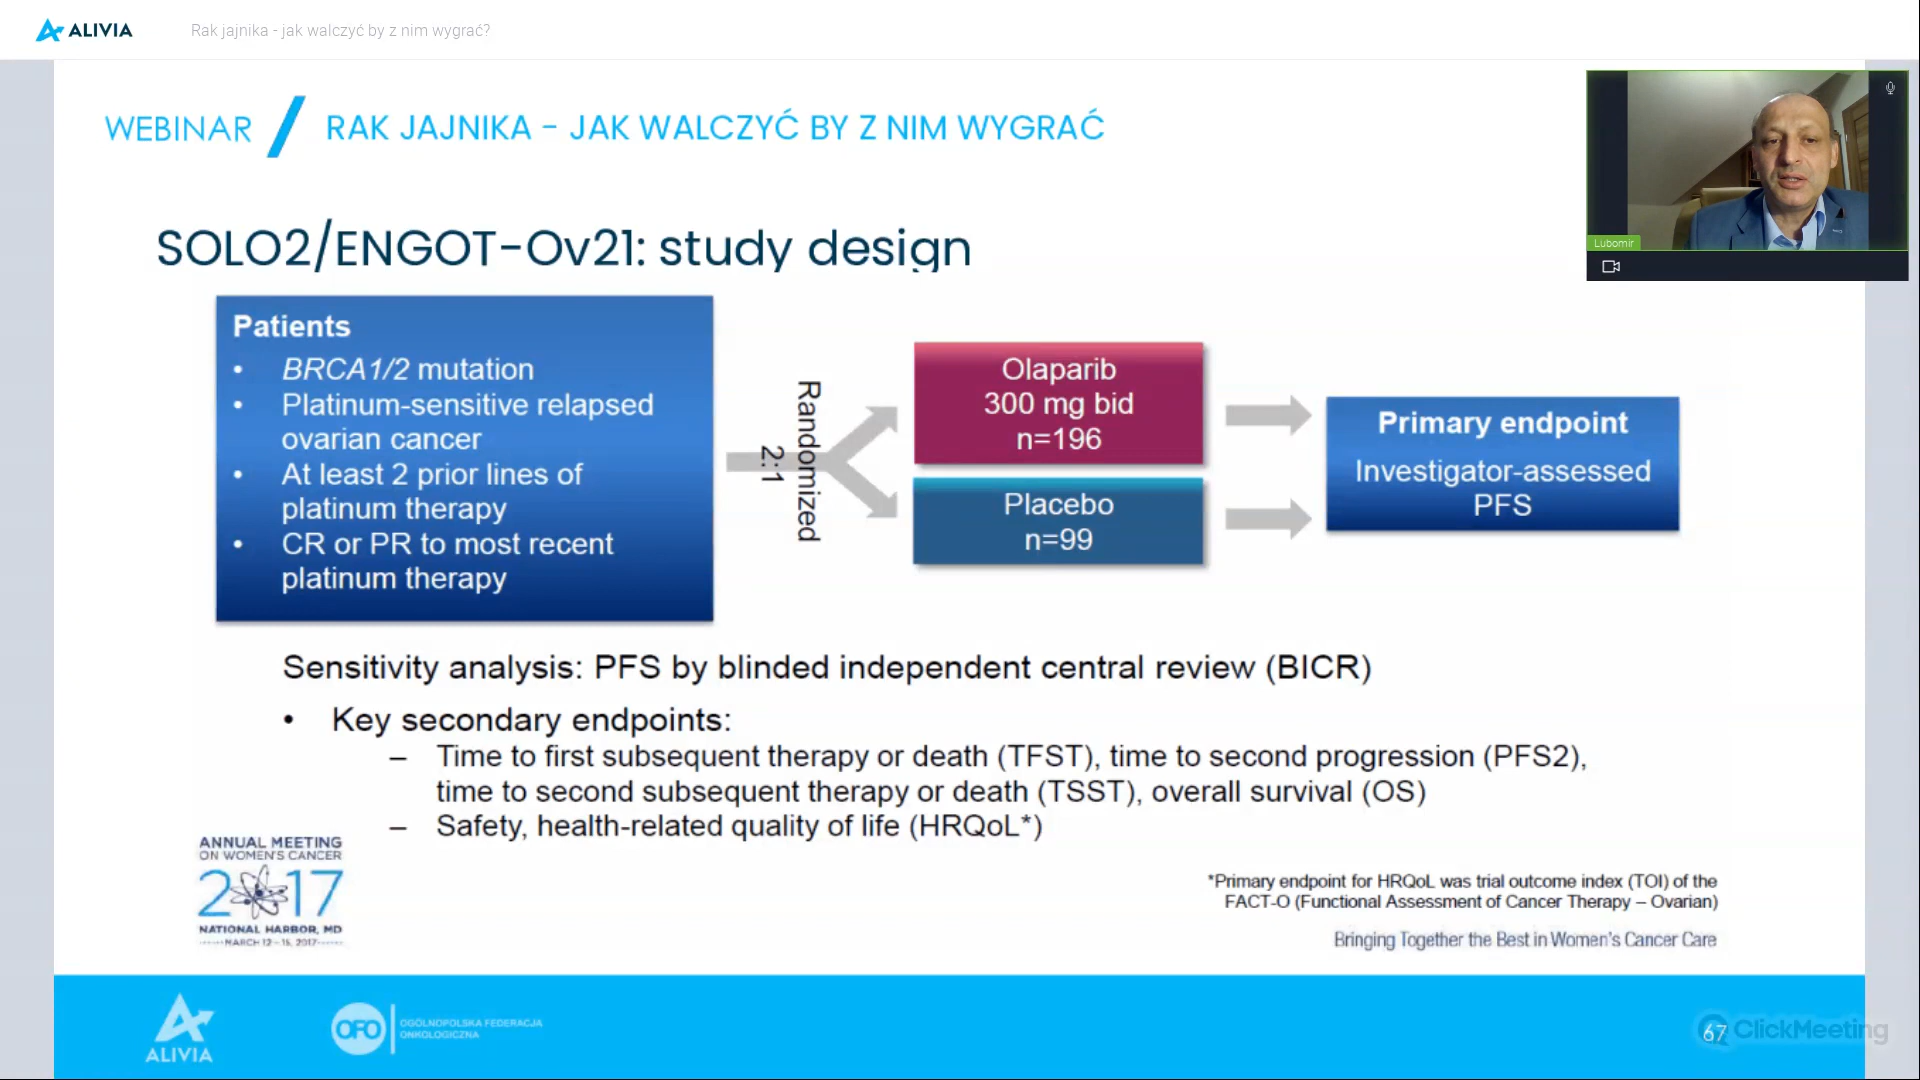 ALIVIA
Rak jajnika - jak walczyć by z nim wygrać?
WEBINAR
RAK JAJNIKA - JAK WALCZYĆ BY Z NIM WYGRAĆ
Lubomir
SOLO2/ENGOT-Ov21: study design
Patients
• BRCA1/2 mutation
• Platinum-sensitive relapsed
ovarian cancer
• At least 2 prior lines of
platinum therapy
• CR or PR to most recent
platinum therapy
Randomized
2:1
Olaparib
300 mg bid
n=196
Placebo
n=99
Primary endpoint
Investigator-assessed
PFS
Sensitivity analysis: PFS by blinded independent central review (BICR)
• Key secondary endpoints:
– Time to first subsequent therapy or death (TFST), time to second progression (PFS2),
time to second subsequent therapy or death (TSST), overall survival (OS)
– Safety, health-related quality of life (HRQoL*)
ANNUAL MEETING
ON WOMEN'S CANCER
2017
NATIONAL HARBOR, MD
MARCH 12 – 15, 2017
*Primary endpoint for HRQoL was trial outcome index (TOI) of the
FACT-O (Functional Assessment of Cancer Therapy – Ovarian)
Bringing Together the Best in Women's Cancer Care
ALIVIA
OFO
OGÓLNOPOLSKA FEDERACJA
ONKOLOGICZNA
67
ClickMeeting